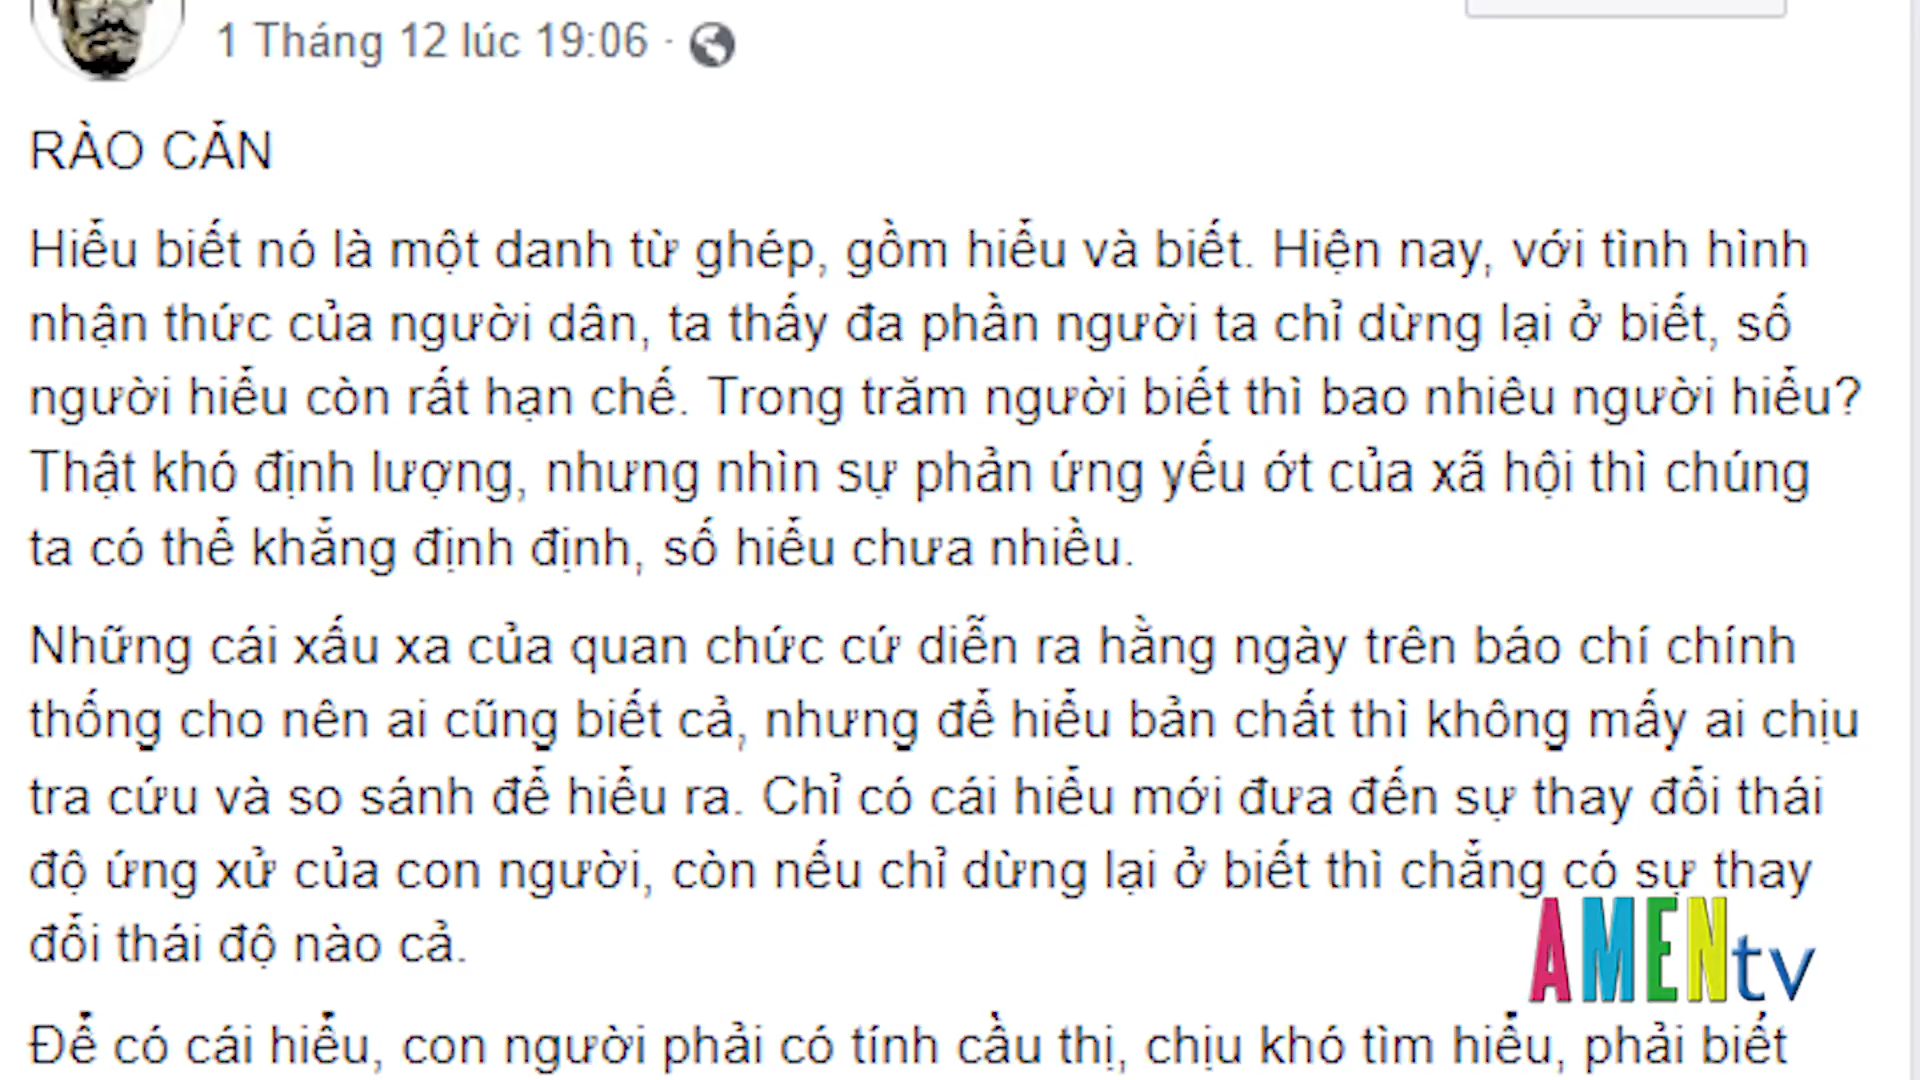 1 Tháng 12 lúc 19:06 ·
RÀO CẢN
Hiểu biết nó là một danh từ ghép, gồm hiểu và biết. Hiện nay, với tình hình
nhận thức của người dân, ta thấy đa phần người ta chỉ dừng lại ở biết, số
người hiểu còn rất hạn chế. Trong trăm người biết thì bao nhiêu người hiểu?
Thật khó định lượng, nhưng nhìn sự phản ứng yếu ớt của xã hội thì chúng
ta có thể khẳng định định, số hiểu chưa nhiều.
Những cái xấu xa của quan chức cứ diễn ra hằng ngày trên báo chí chính
thống cho nên ai cũng biết cả, nhưng để hiểu bản chất thì không mấy ai chịu
tra cứu và so sánh để hiểu ra. Chỉ có cái hiểu mới đưa đến sự thay đổi thái
độ ứng xử của con người, còn nếu chỉ dừng lại ở biết thì chẳng có sự thay
đổi thái độ nào cả.
AMENtv
Để có cái hiểu, con người phải có tính cầu thị, chịu khó tìm hiểu, phải biết